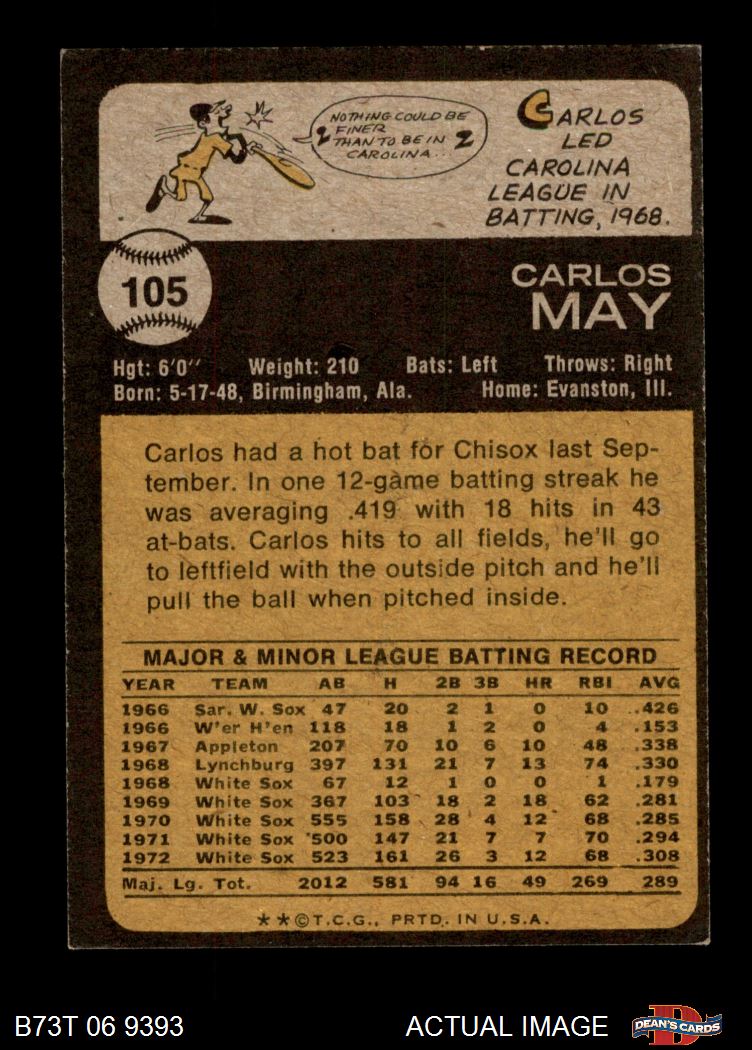 2 NOTHING COULD BE
FINER
THAN TO BE IN 2
CAROLINA...
CARLOS
LED
CAROLINA
LEAGUE IN
BATTING, 1968.
105
CARLOS
MAY
Hgt: 6'0" Weight: 210 Bats: Left Throws: Right
Born: 5-17-48, Birmingham, Ala. Home: Evanston, Ill.
Carlos had a hot bat for Chisox last Sep-
tember. In one 12-game batting streak he
was averaging .419 with 18 hits in 43
at-bats. Carlos hits to all fields, he'll go
to leftfield with the outside pitch and he'll
pull the ball when pitched inside.
MAJOR & MINOR LEAGUE BATTING RECORD
YEAR TEAM AB H 2B 3B HR RBI AVG
1966 Sar. W. Sox 47 20 2 1 0 10 .426
1966 W'er H'en 118 18 1 2 0 4 .153
1967 Appleton 207 70 10 6 10 48 .338
1968 Lynchburg 397 131 21 7 13 74 .330
1968 White Sox 67 12 1 0 0 1 .179
1969 White Sox 367 103 18 2 18 62 .281
1970 White Sox 555 158 28 4 12 68 .285
1971 White Sox 500 147 21 7 7 70 .294
1972 White Sox 523 161 26 3 12 68 .308
Maj. Lg. Tot. 2012 581 94 16 49 269 289
**©T.C.G., PRTD. IN U.S.A.
B73T 06 9393 ACTUAL IMAGE D DEAN'S CARDS